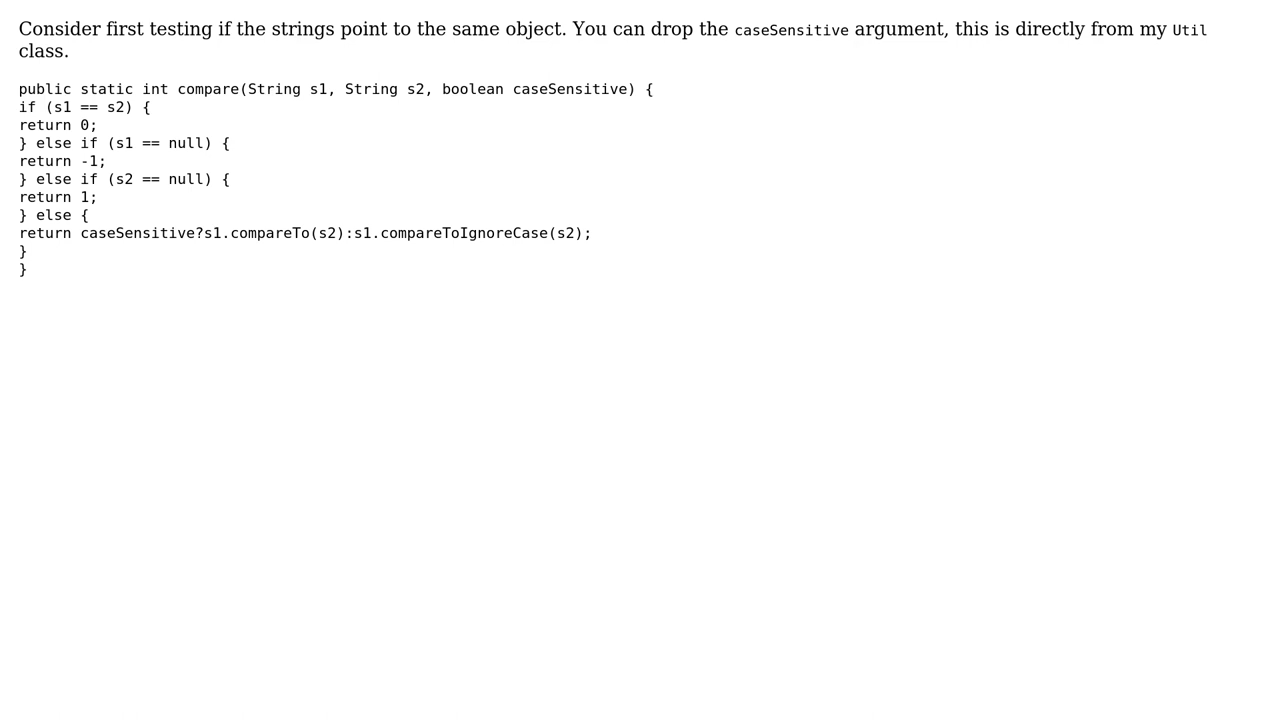 Consider first testing if the strings point to the same object. You can drop the caseSensitive argument, this is directly from my Util
class.
public static int compare(String s1, String s2, boolean caseSensitive) {
if (s1 == s2) {
return 0;
} else if (s1 == null) {
return -1;
} else if (s2 == null) {
return 1;
} else {
return caseSensitive?s1.compareTo(s2):s1.compareToIgnoreCase(s2);
}
}